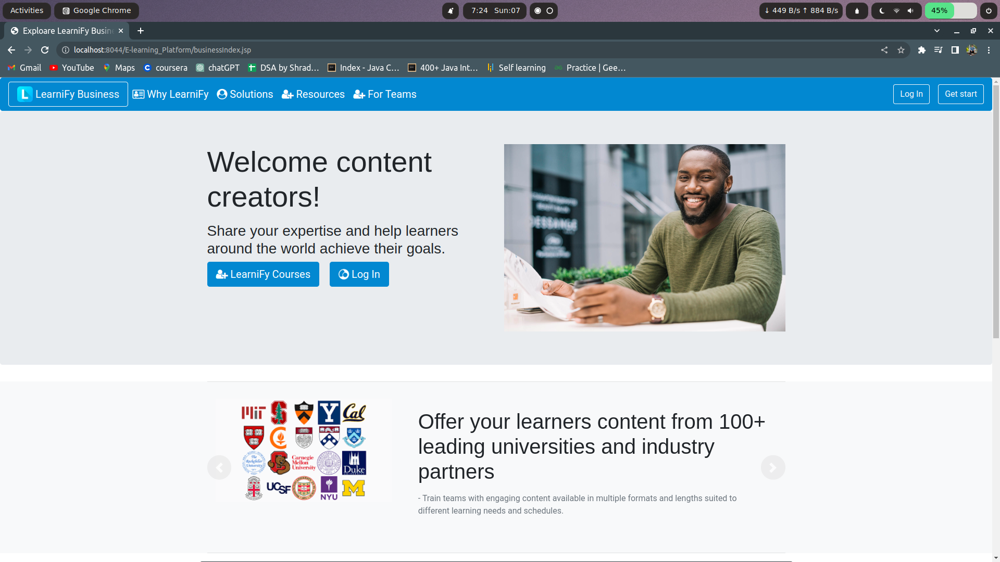 Activities
Google Chrome
7:24 Sun:07
↓ 449 B/s ↑ 884 B/s
45%
Exploare LearniFy Busin
localhost:8044/E-learning_Platform/businessIndex.jsp
Gmail
YouTube
Maps
coursera
chatGPT
DSA by Shrad...
Index - Java C...
400+ Java Int...
Self learning
Practice | Gee...
L LearniFy Business
Why LearniFy
Solutions
Resources
For Teams
Log In
Get start
Welcome content
creators!
Share your expertise and help learners
around the world achieve their goals.
LearniFy Courses
Log In
ESSANGE
MIT
S
Y
Cal
The Rockefeller University
Carnegie
Mellon
University
Duke
UCSF
NYU
M
Offer your learners content from 100+
leading universities and industry
partners
- Train teams with engaging content available in multiple formats and lengths suited to
different learning needs and schedules.